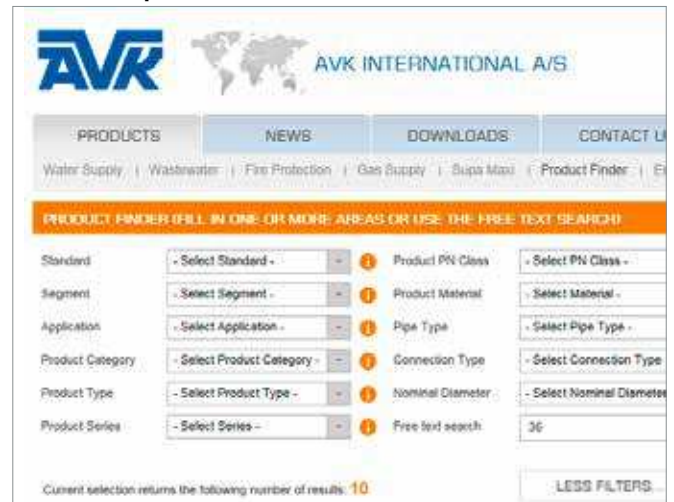 AVK
AVK INTERNATIONAL A/S
PRODUCTS NEWS DOWNLOADS CONTACT U
Water Supply | Wastewater | Fire Protection | Gas Supply | Supa Maxi | Product Finder |
PRODUCT FINDER (FILL IN ONE OR MORE AREAS OR USE THE FREE TEXT SEARCH)
Standard - Select Standard - Product PN Class - Select PN Class -
Segment - Select Segment - Product Material - Select Material -
Application - Select Application - Pipe Type - Select Pipe Type -
Product Category - Select Product Category - Connection Type - Select Connection Type
Product Type - Select Product Type - Nominal Diameter - Select Nominal Diameter
Product Series - Select Series - Free text search 36
Current selection returns the following number of results: 10
LESS FILTERS